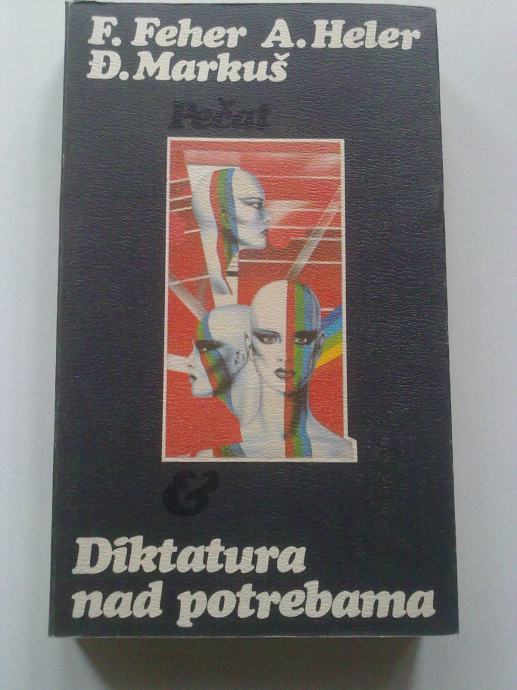 F. Feher A. Heler
Đ. Markuš
Pečat
&
Diktatura
nad potrebama